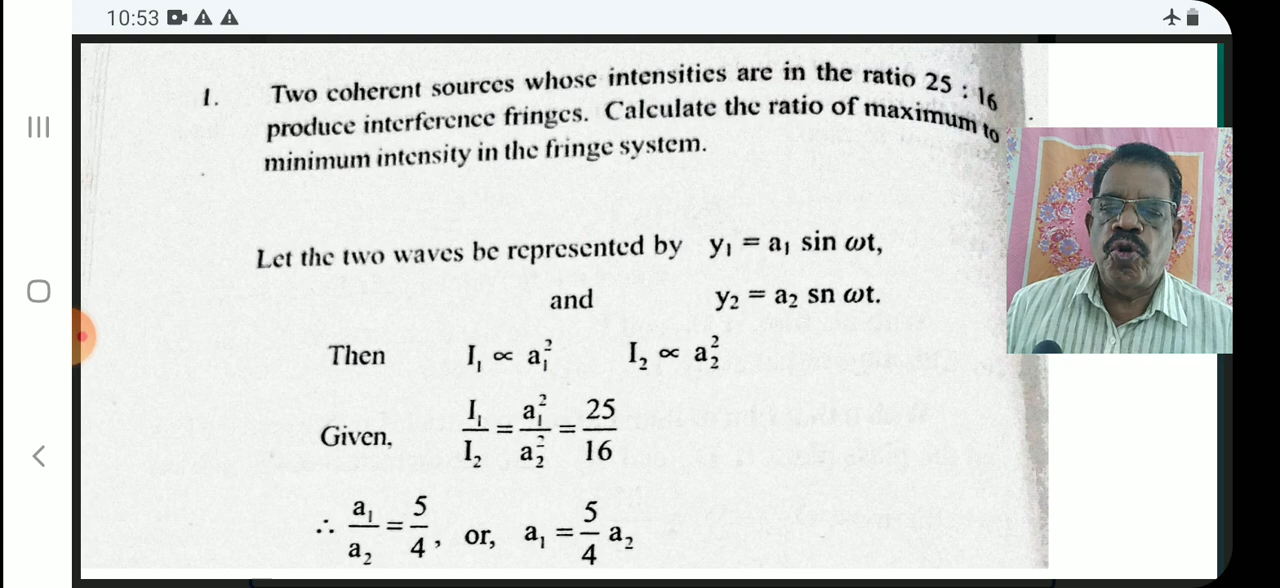 10:53
1. Two coherent sources whose intensities are in the ratio 25 : 16
produce interference fringes. Calculate the ratio of maximum to
minimum intensity in the fringe system.
Let the two waves be represented by y₁ = a₁ sin ωt,
and y₂ = a₂ sn ωt.
Then I₁ ∝ a₁² I₂ ∝ a₂²
Given, I₁/I₂ = a₁²/a₂² = 25/16
∴ a₁/a₂ = 5/4, or, a₁ = 5/4 a₂